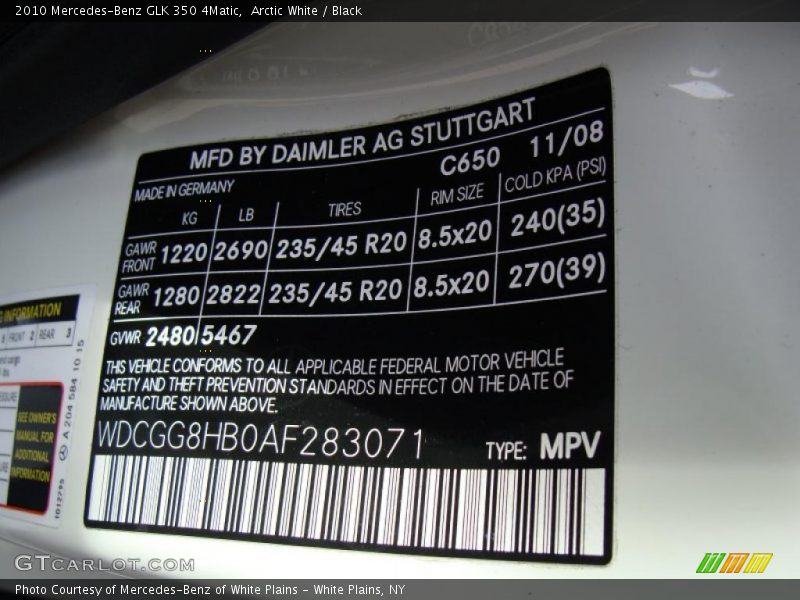 2010 Mercedes-Benz GLK 350 4Matic,  Arctic White / Black
MFD BY DAIMLER AG STUTTGART
MADE IN GERMANY C650 11/08
KG LB TIRES RIM SIZE COLD KPA (PSI)
GAWR FRONT 1220 2690 235/45 R20 8.5x20 240(35)
GAWR REAR 1280 2822 235/45 R20 8.5x20 270(39)
GVWR 2480 5467
THIS VEHICLE CONFORMS TO ALL APPLICABLE FEDERAL MOTOR VEHICLE
SAFETY AND THEFT PREVENTION STANDARDS IN EFFECT ON THE DATE OF
MANUFACTURE SHOWN ABOVE.
WDCGG8HB0AF283071 TYPE: MPV
INFORMATION
FRONT 2 REAR 3
SEE OWNER'S
MANUAL FOR
ADDITIONAL
INFORMATION
A 204 584 10 15
GTCARLOT.COM
Photo Courtesy of Mercedes-Benz of White Plains - White Plains, NY